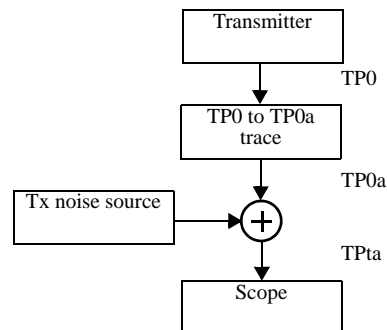 Transmitter
TP0
TP0 to TP0a
trace
TP0a
Tx noise source
TPta
Scope